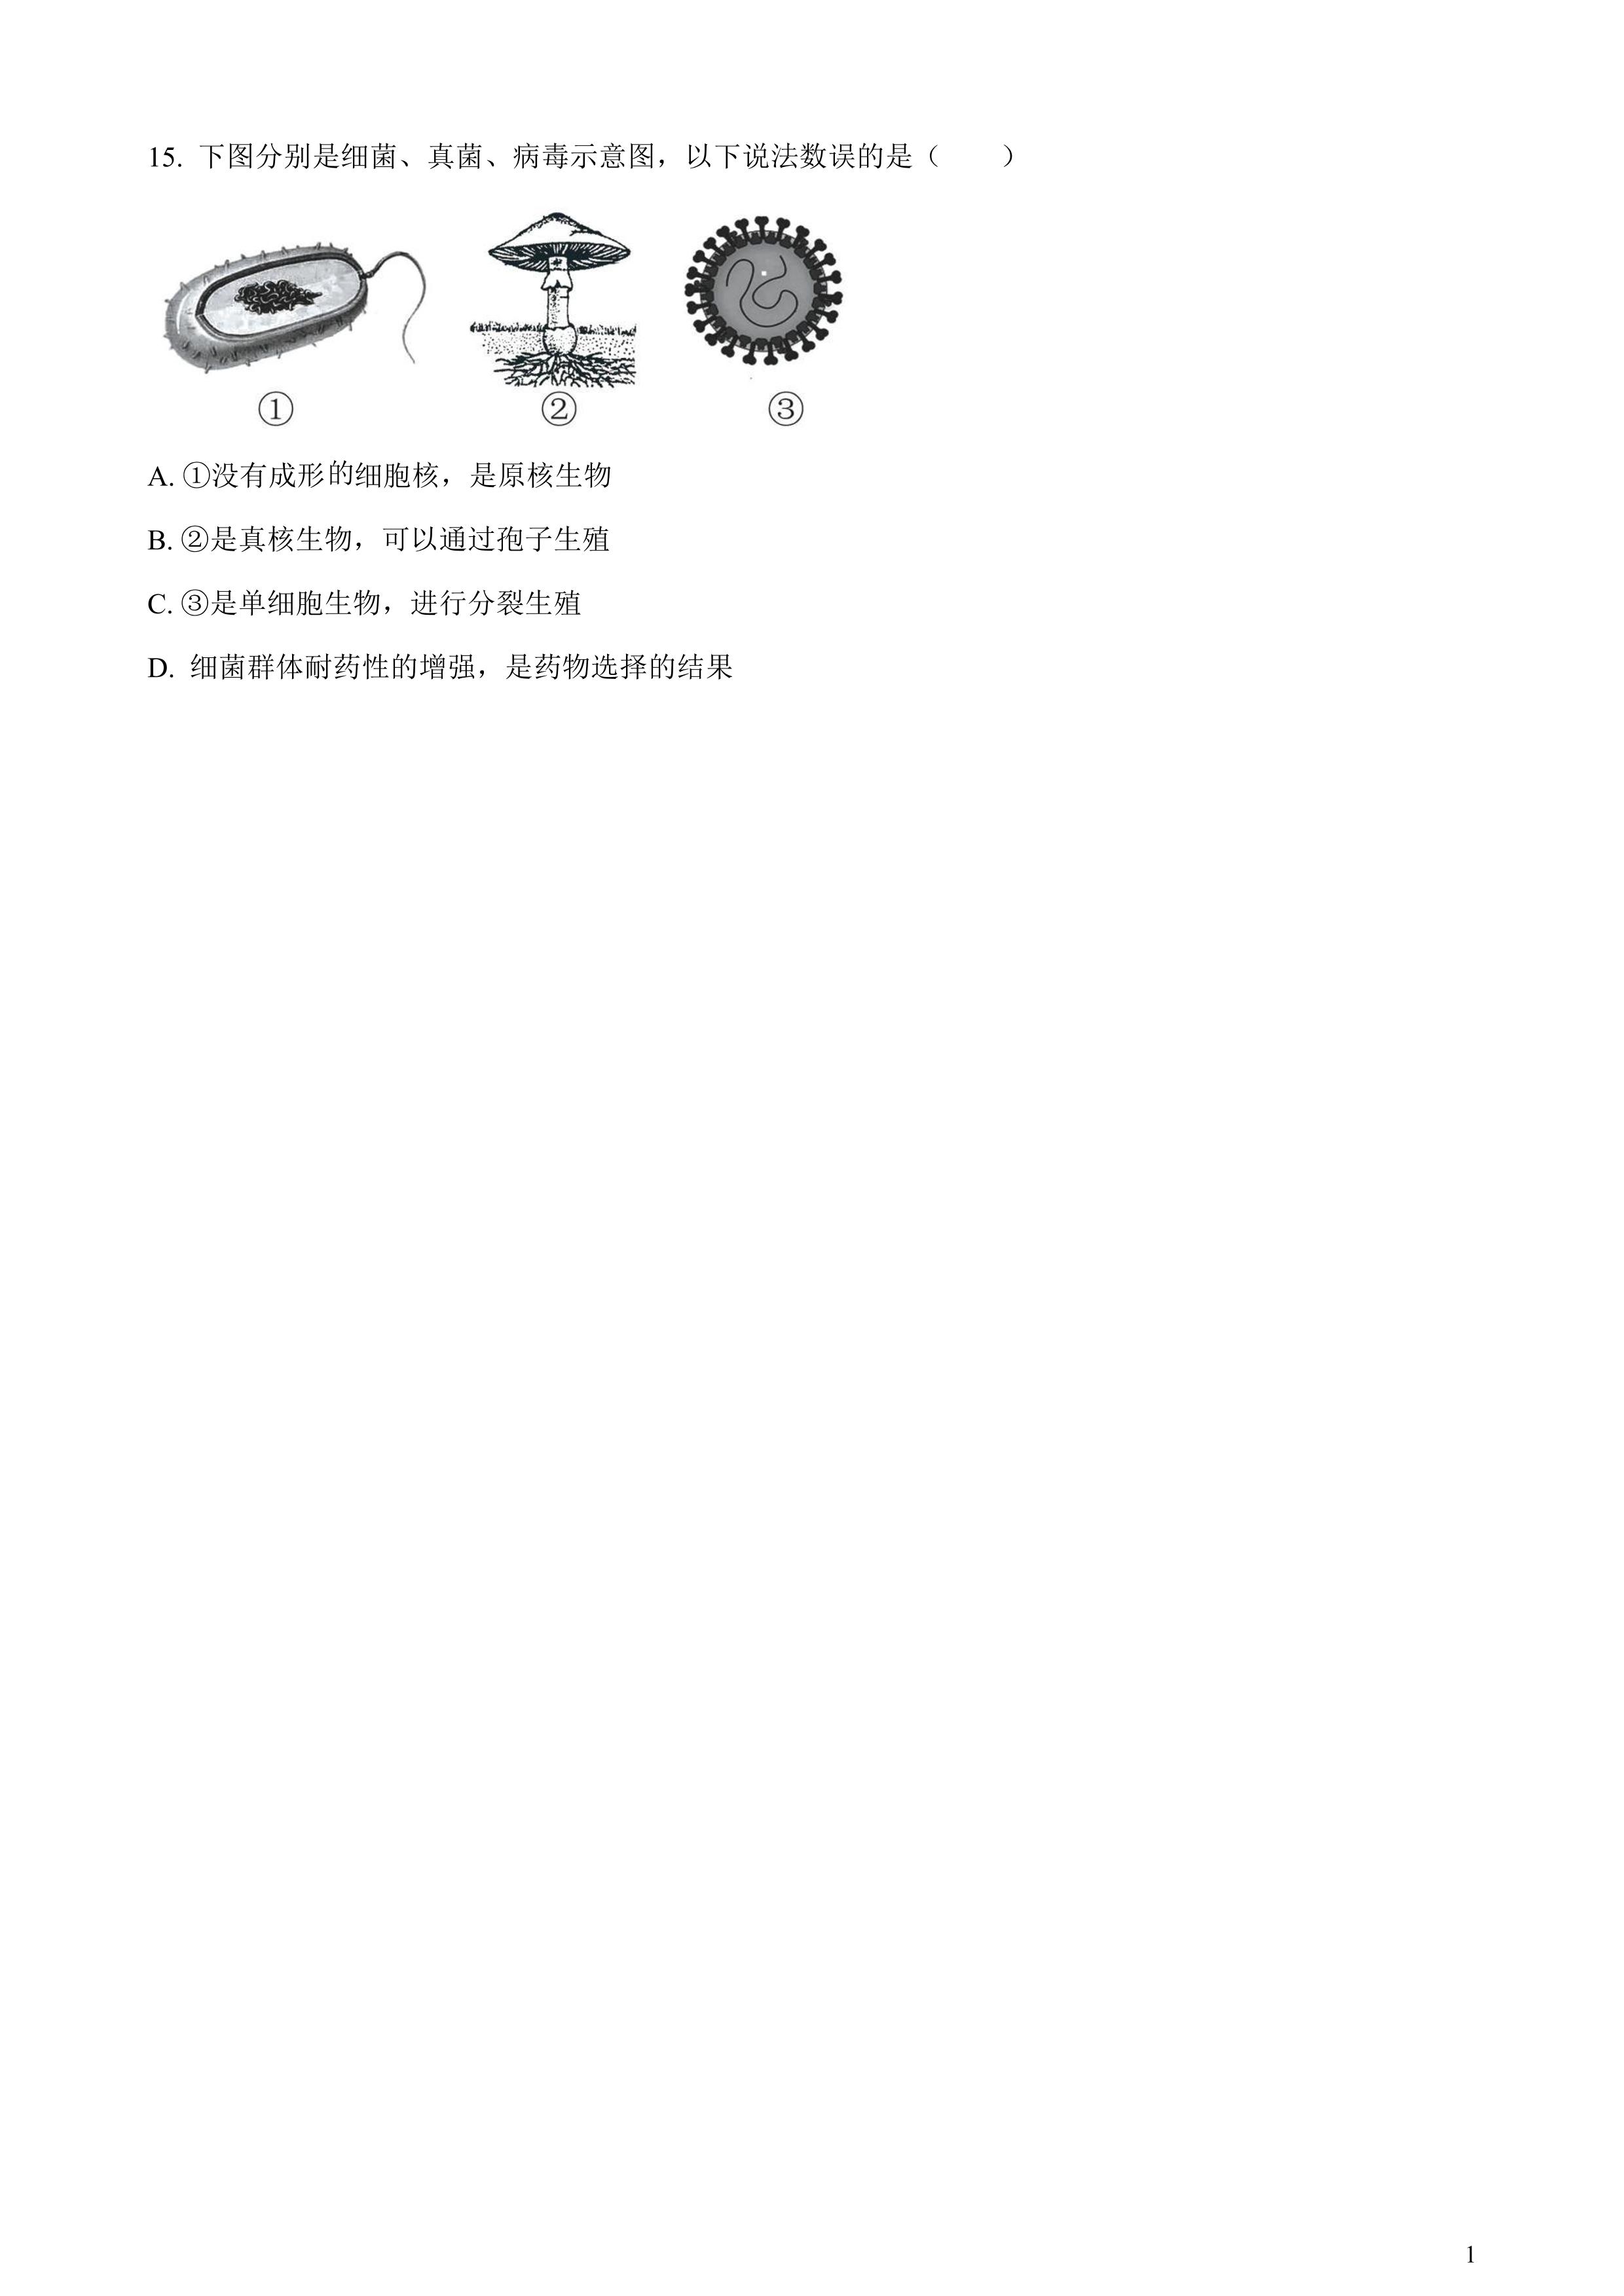 15. 下图分别是细菌、真菌、病毒示意图，以下说法数误的是（　　）
① ② ③
A. ①没有成形的细胞核，是原核生物
B. ②是真核生物，可以通过孢子生殖
C. ③是单细胞生物，进行分裂生殖
D. 细菌群体耐药性的增强，是药物选择的结果
1